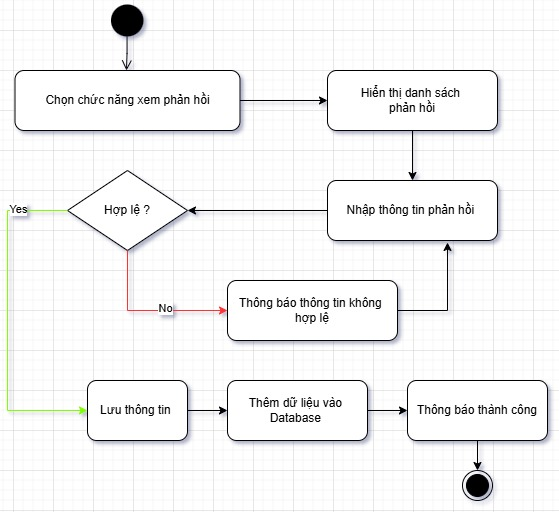 Chọn chức năng xem phản hồi
Hiển thị danh sách
phản hồi
Nhập thông tin phản hồi
Hợp lệ ?
Yes
No
Thông báo thông tin không
hợp lệ
Lưu thông tin
Thêm dữ liệu vào
Database
Thông báo thành công